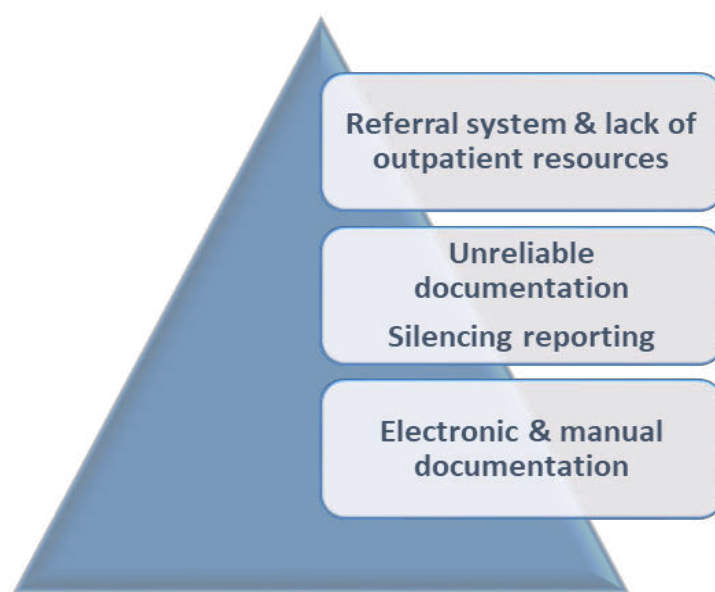 Referral system & lack of
outpatient resources
Unreliable
documentation
Silencing reporting
Electronic & manual
documentation